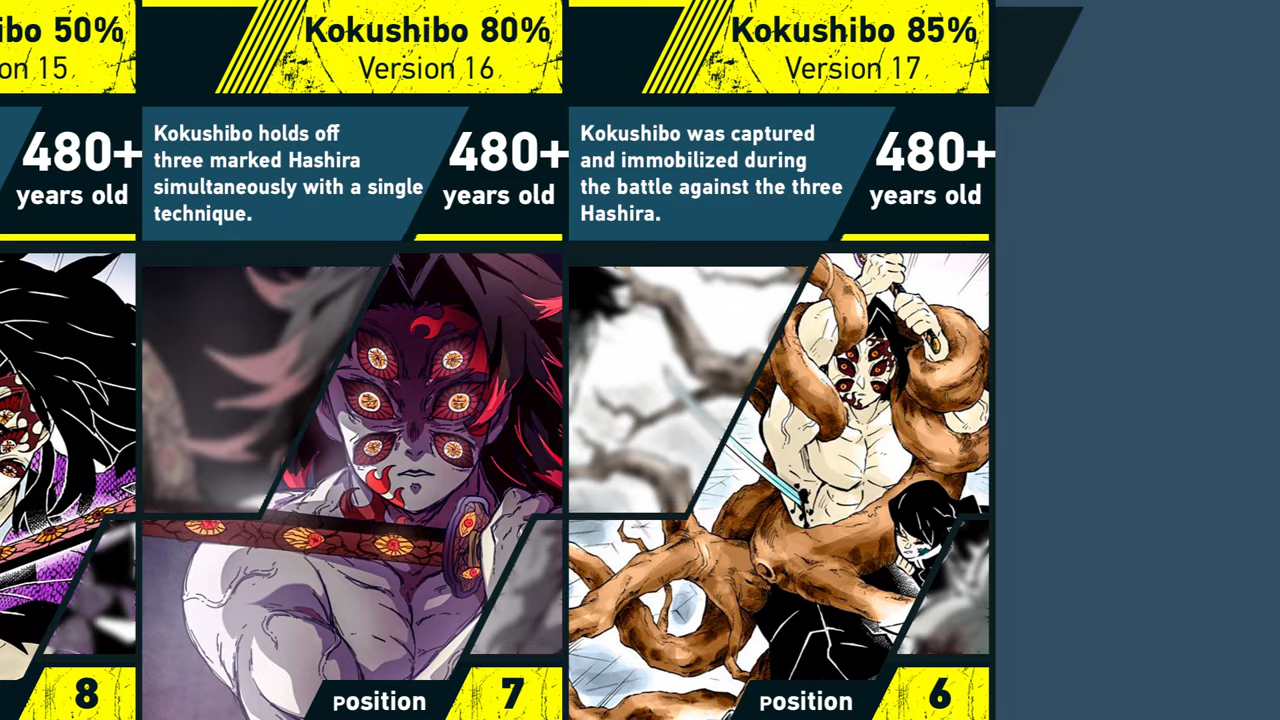 ibo 50%
on 15
480+
years old
8
Kokushibo 80%
Version 16
Kokushibo holds off
three marked Hashira
simultaneously with a single
technique.
480+
years old
position
7
Kokushibo 85%
Version 17
Kokushibo was captured
and immobilized during
the battle against the three
Hashira.
480+
years old
position
6